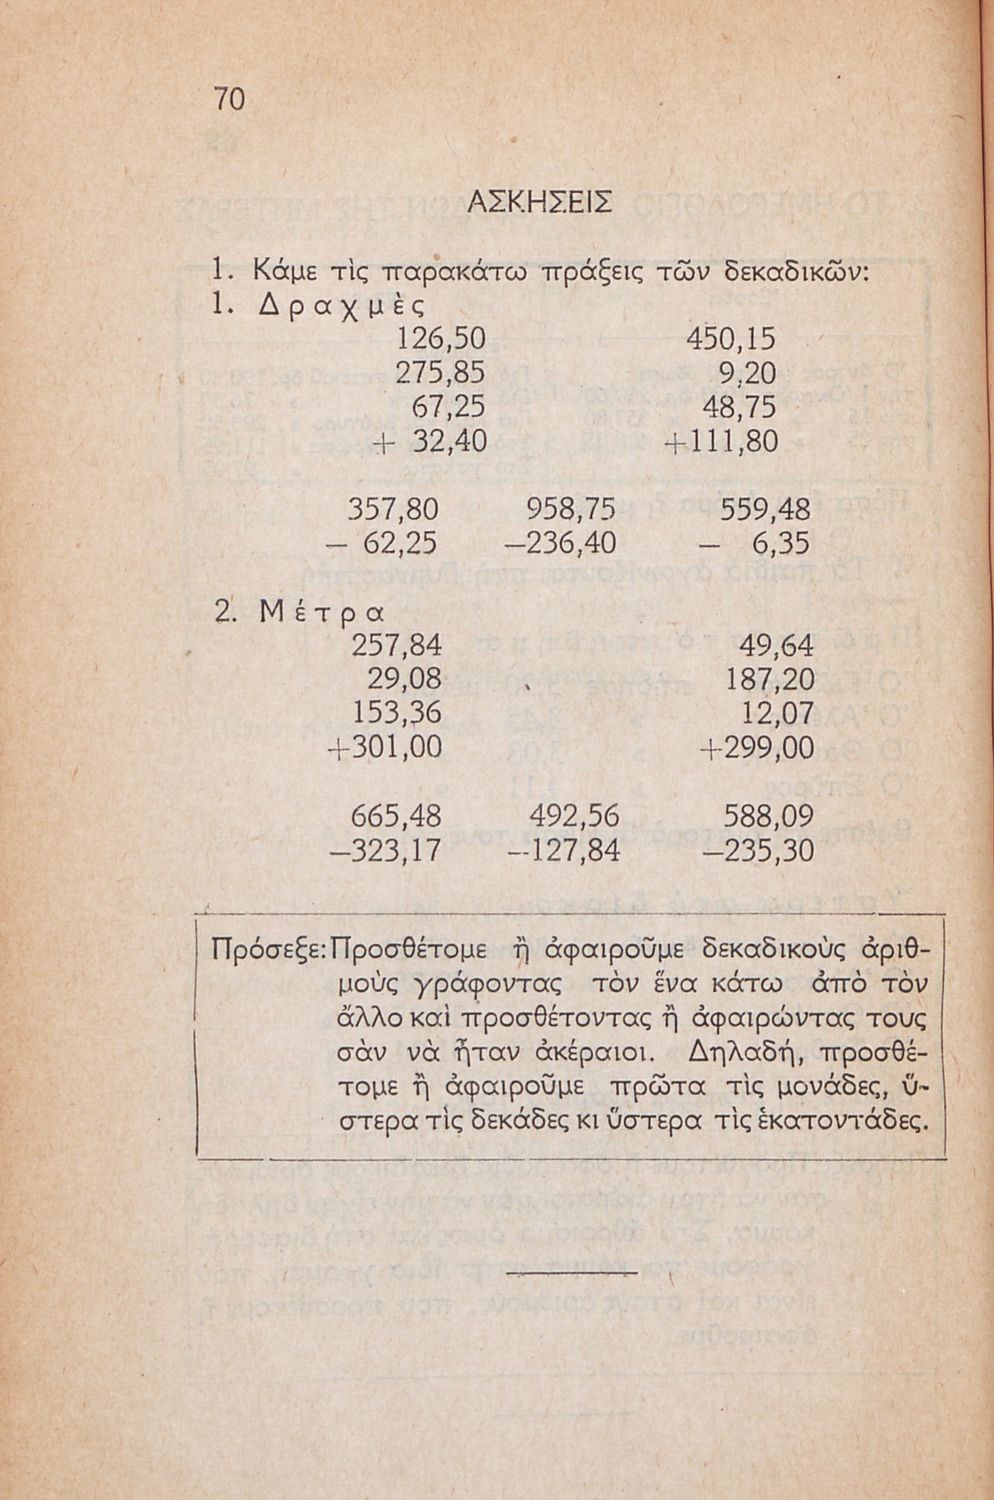 70
ΑΣΚΗΣΕΙΣ
1. Κάμε τὶς παρακάτω πράξεις τῶν δεκαδικῶν:
1. Δραχμὲς
126,50 450,15
275,85 9,20
67,25 48,75
+ 32,40 +111,80
357,80 958,75 559,48
– 62,25 –236,40 – 6,35
2. Μέτρα
257,84 49,64
29,08 187,20
153,36 12,07
+301,00 +299,00
665,48 492,56 588,09
–323,17 –127,84 –235,30
Πρόσεξε: Προσθέτομε ἢ ἀφαιροῦμε δεκαδικοὺς ἀριθ-
μοὺς γράφοντας τὸν ἕνα κάτω ἀπὸ τὸν
ἄλλο καὶ προσθέτοντας ἢ ἀφαιρώντας τους
σὰν νὰ ἦταν ἀκέραιοι. Δηλαδή, προσθέ-
τομε ἢ ἀφαιροῦμε πρῶτα τὶς μονάδες, ὕ-
στερα τὶς δεκάδες κι ὕστερα τὶς ἑκατοντάδες.